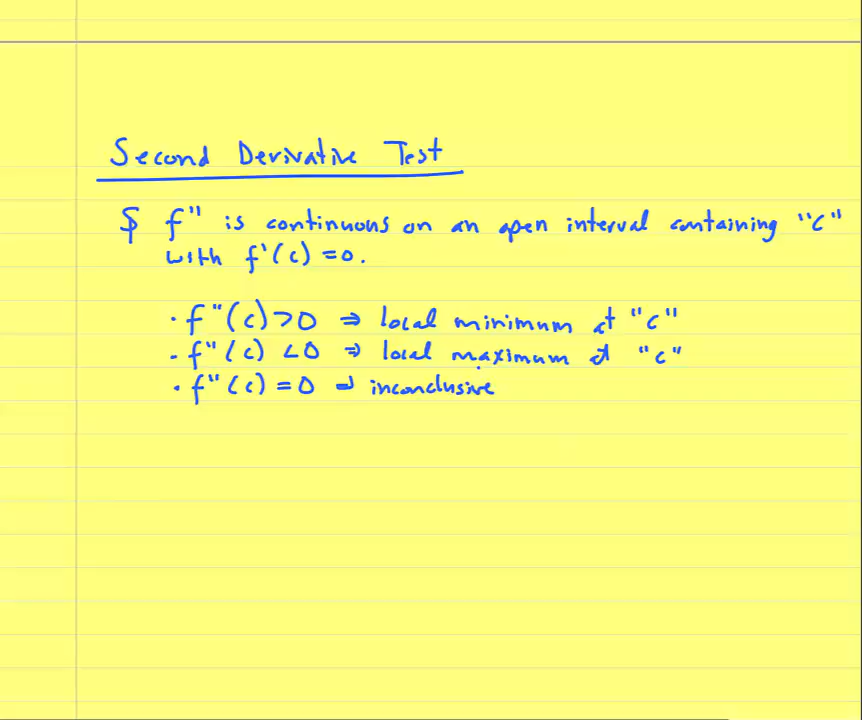 Second Derivative Test
$ f" is continuous on an open interval containing "c"
with f'(c) = 0.
· f"(c) > 0 ⇒ local minimum at "c"
· f"(c) < 0 ⇒ local maximum at "c"
· f"(c) = 0 ⇒ inconclusive